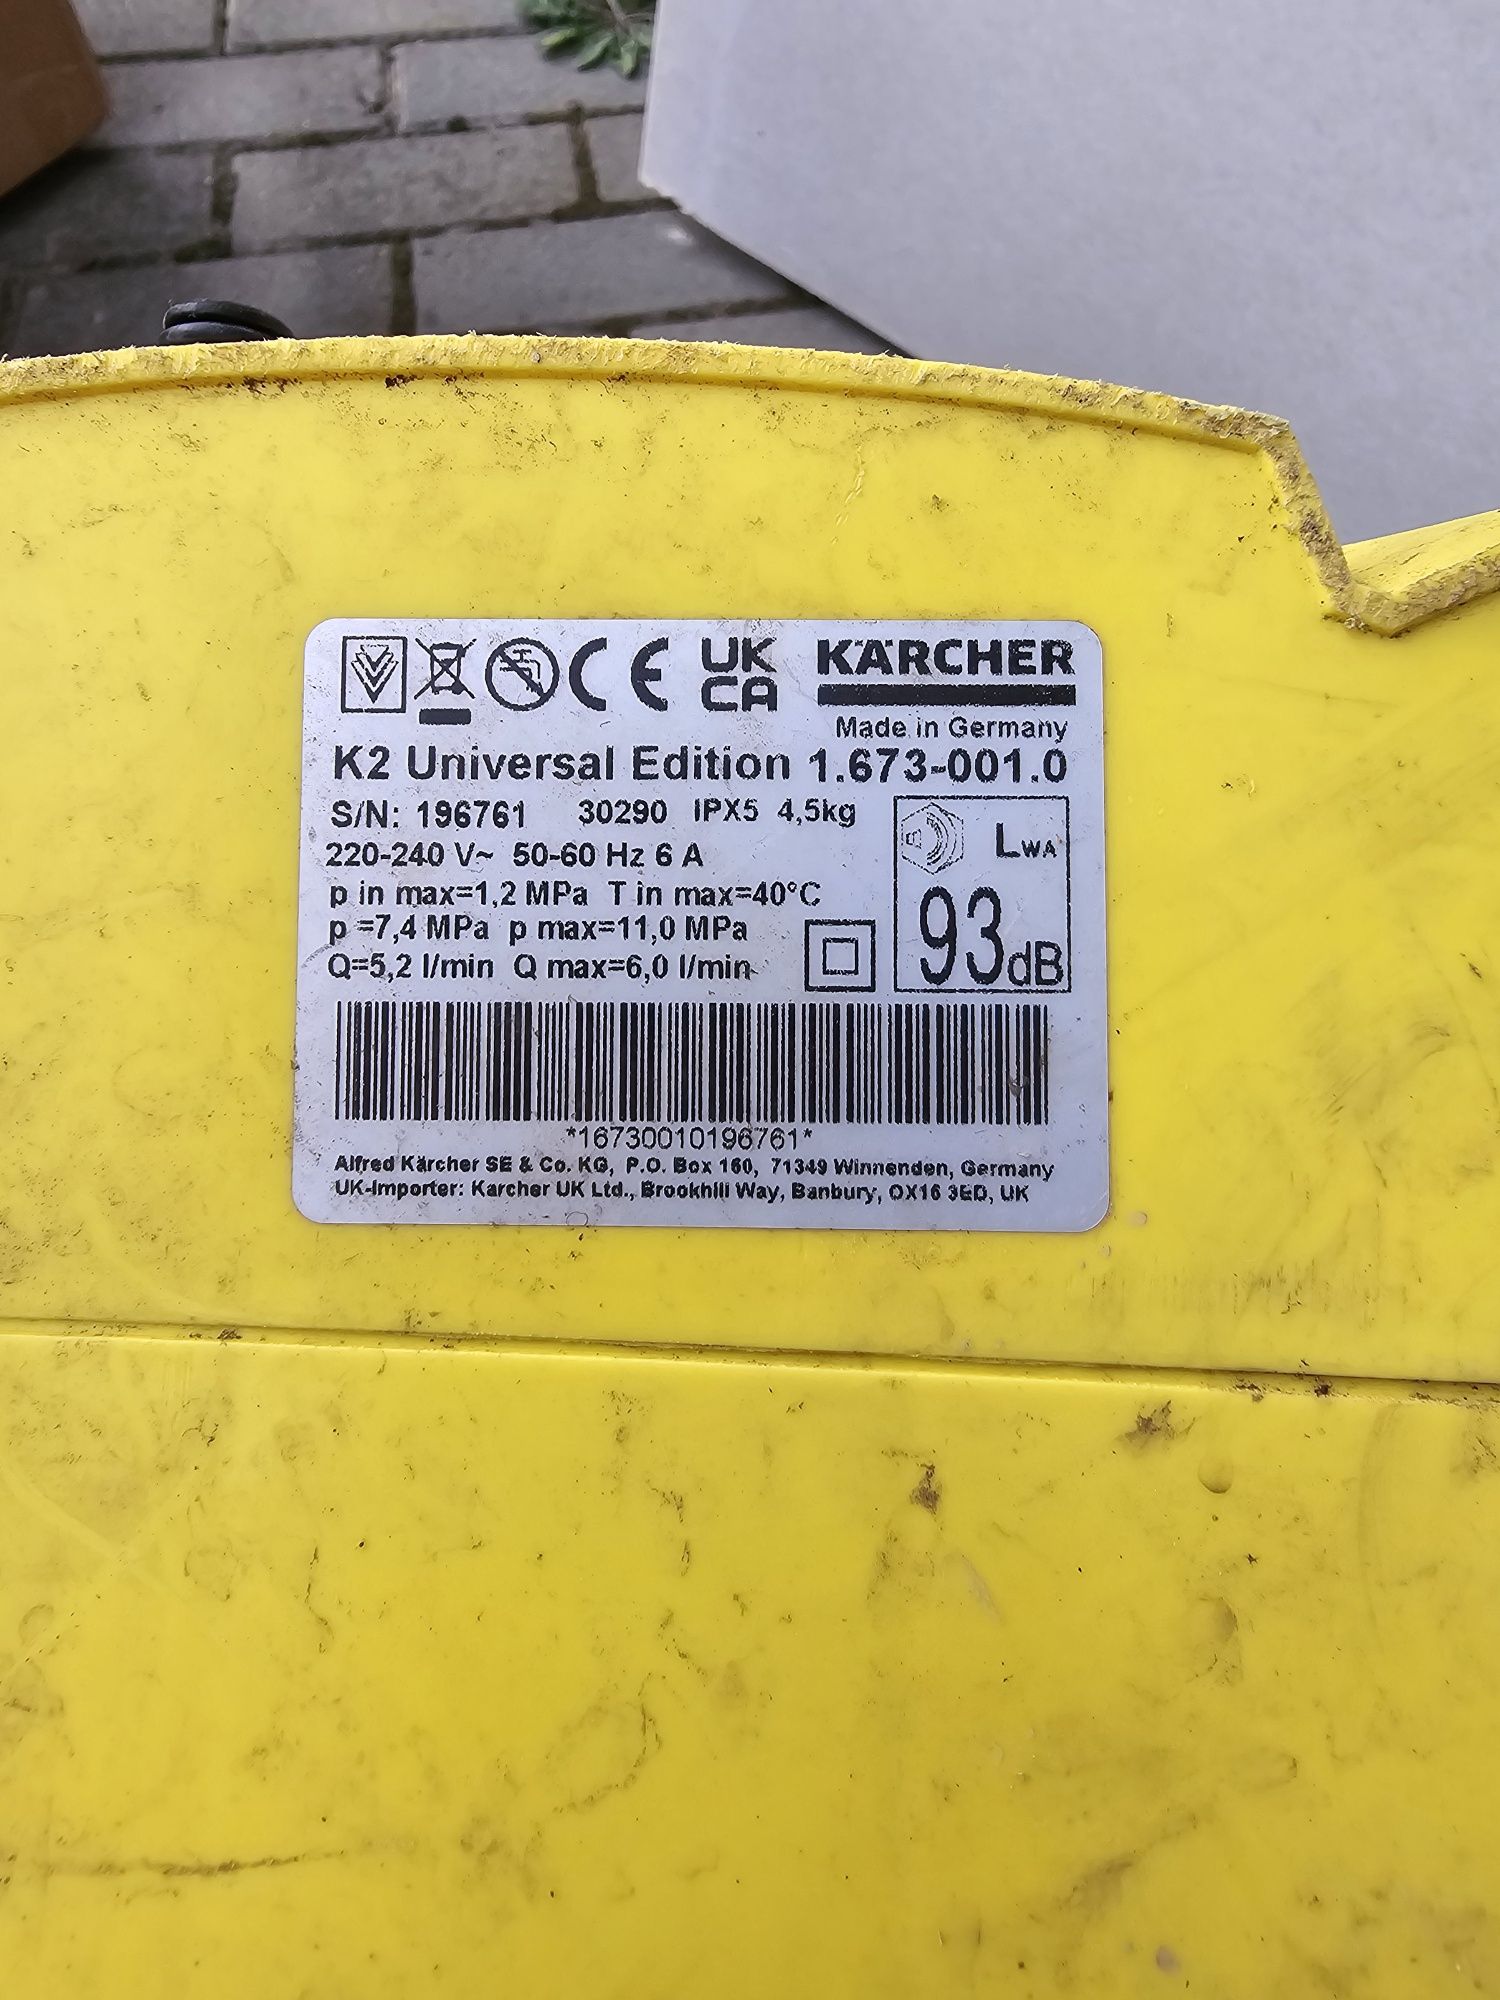 CE UK
CA
KÄRCHER
Made in Germany
K2 Universal Edition 1.673-001.0
S/N: 196761 30290 IPX5 4,5kg
220-240 V~ 50-60 Hz 6 A
p in max=1,2 MPa T in max=40°C
p =7,4 MPa p max=11,0 MPa
Q=5,2 l/min Q max=6,0 l/min
LWA
93dB
*16730010196761*
Alfred Kärcher SE & Co. KG, P.O. Box 160, 71349 Winnenden, Germany
UK-Importer: Karcher UK Ltd., Brookhill Way, Banbury, OX16 3ED, UK